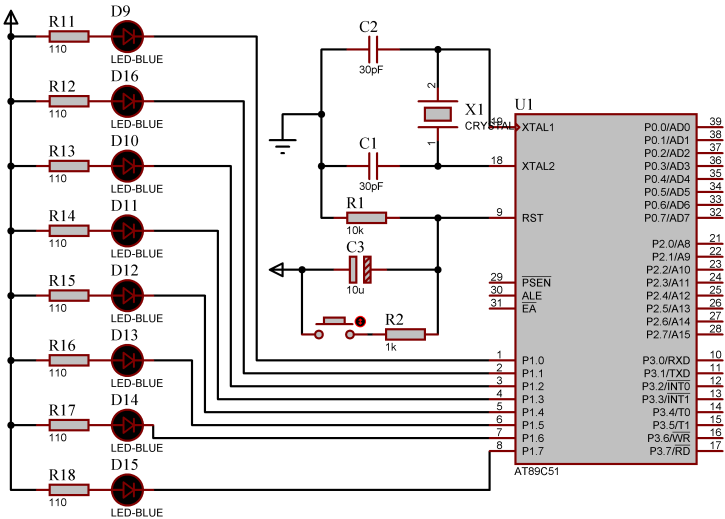 R11
110
D9
LED-BLUE
R12
110
D16
LED-BLUE
R13
110
D10
LED-BLUE
R14
110
D11
LED-BLUE
R15
110
D12
LED-BLUE
R16
110
D13
LED-BLUE
R17
110
D14
LED-BLUE
R18
110
D15
LED-BLUE
C2
30pF
2
X1
CRYSTAL
1
C1
30pF
R1
10k
C3
10u
R2
1k
U1
19 XTAL1
18 XTAL2
9 RST
29 PSEN
30 ALE
31 EA
1 P1.0
2 P1.1
3 P1.2
4 P1.3
5 P1.4
6 P1.5
7 P1.6
8 P1.7
P0.0/AD0 39
P0.1/AD1 38
P0.2/AD2 37
P0.3/AD3 36
P0.4/AD4 35
P0.5/AD5 34
P0.6/AD6 33
P0.7/AD7 32
P2.0/A8 21
P2.1/A9 22
P2.2/A10 23
P2.3/A11 24
P2.4/A12 25
P2.5/A13 26
P2.6/A14 27
P2.7/A15 28
P3.0/RXD 10
P3.1/TXD 11
P3.2/INT0 12
P3.3/INT1 13
P3.4/T0 14
P3.5/T1 15
P3.6/WR 16
P3.7/RD 17
AT89C51